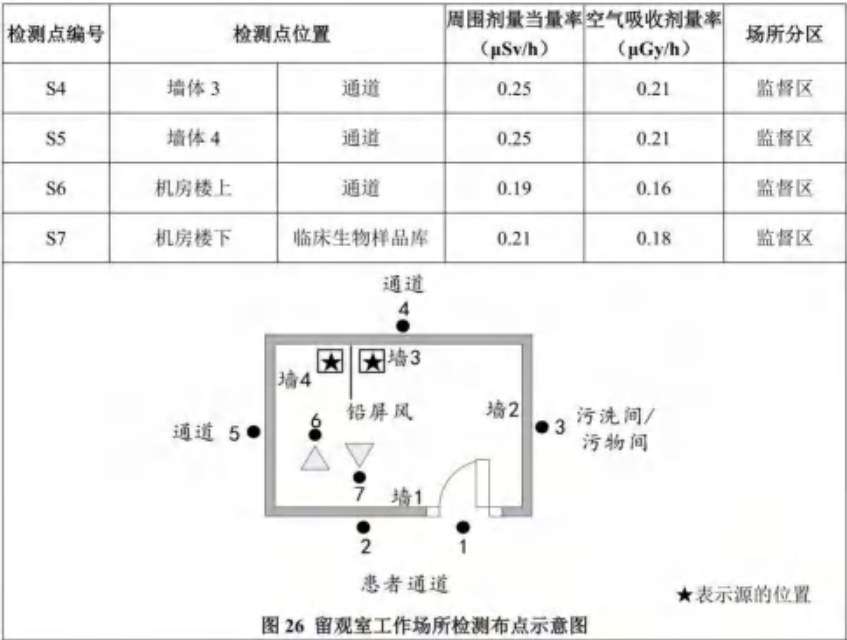 检测点编号 检测点位置 周围剂量当量率（μSv/h） 空气吸收剂量率（μGy/h） 场所分区
S4 墙体 3 通道 0.25 0.21 监督区
S5 墙体 4 通道 0.25 0.21 监督区
S6 机房楼上 通道 0.19 0.16 监督区
S7 机房楼下 临床生物样品库 0.21 0.18 监督区
通道
4
墙3
墙4
铅屏风
墙2
3 污洗间/
污物间
通道 5
6
7
墙1
2
1
患者通道
★表示源的位置
图 26 留观室工作场所检测布点示意图